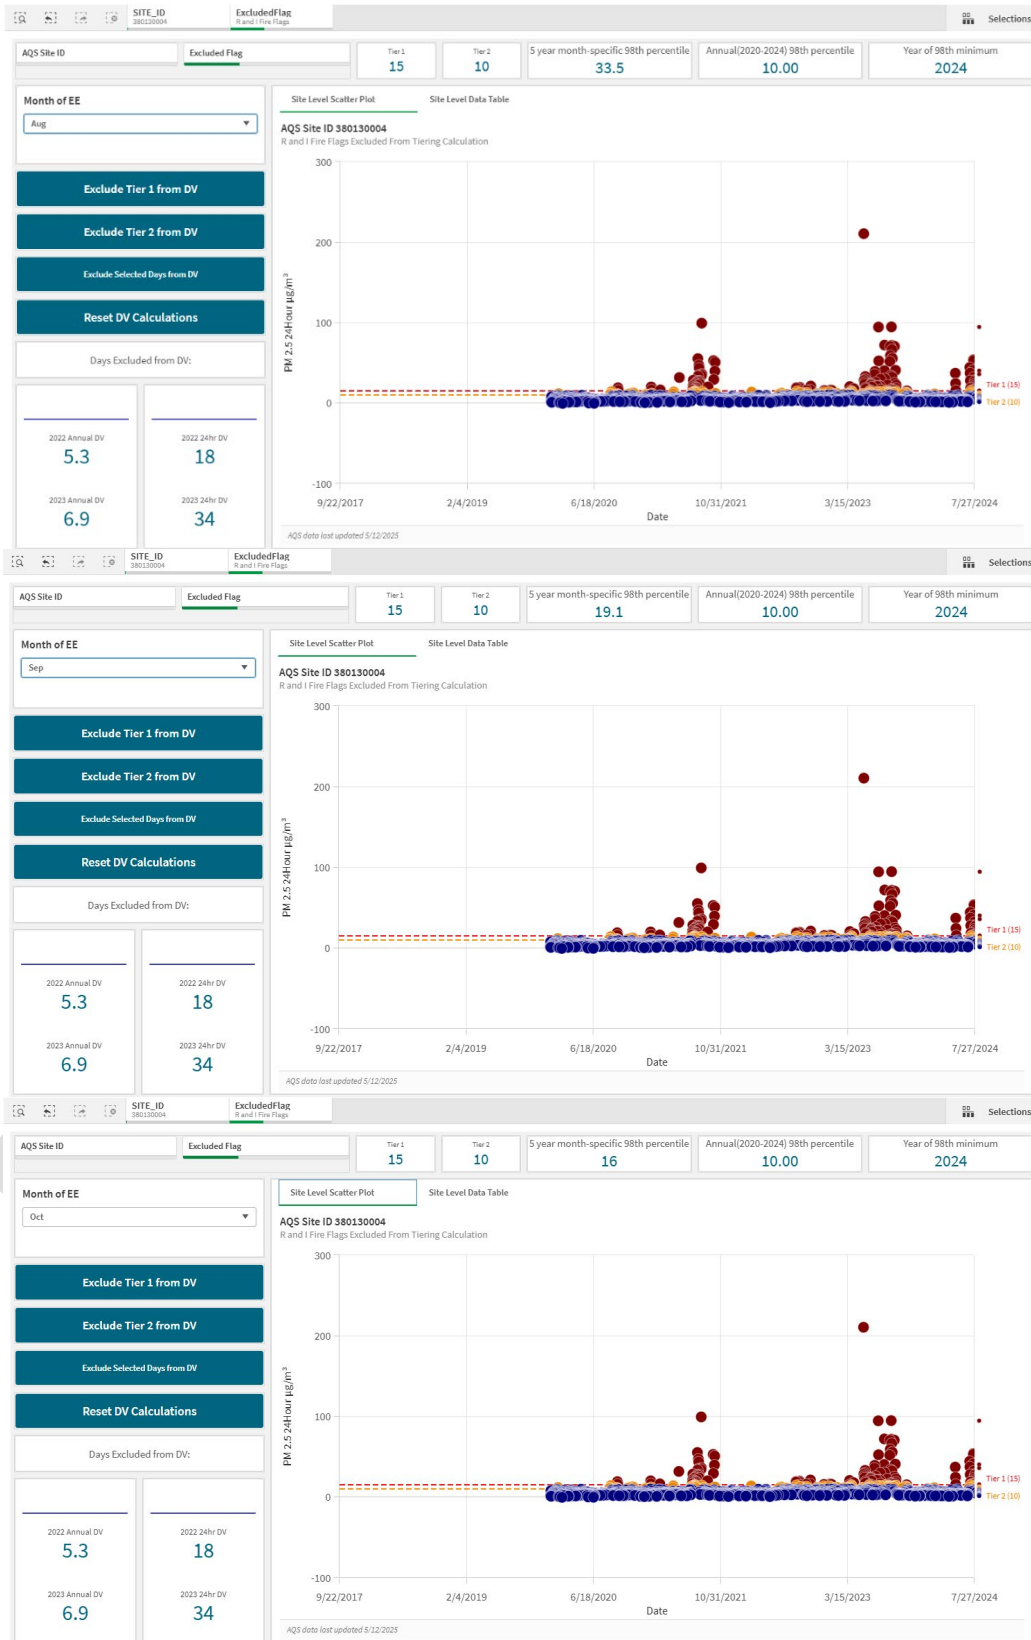 SITE_ID
380130004
ExcludedFlag
R and I Fire Flags
Selections
AQS Site ID
Excluded Flag
Tier 1
15
Tier 2
10
5 year month-specific 98th percentile
33.5
Annual(2020-2024) 98th percentile
10.00
Year of 98th minimum
2024
Month of EE
Aug
Exclude Tier 1 from DV
Exclude Tier 2 from DV
Exclude Selected Days from DV
Reset DV Calculations
Days Excluded from DV:
2022 Annual DV
5.3
2022 24hr DV
18
2023 Annual DV
6.9
2023 24hr DV
34
Site Level Scatter Plot
Site Level Data Table
AQS Site ID 380130004
R and I Fire Flags Excluded From Tiering Calculation
PM 2.5 24Hour µg/m³
300
200
100
0
-100
Tier 1 (15)
Tier 2 (10)
9/22/2017
2/4/2019
6/18/2020
10/31/2021
3/15/2023
7/27/2024
Date
AQS data last updated 5/12/2025
SITE_ID
380130004
ExcludedFlag
R and I Fire Flags
Selections
AQS Site ID
Excluded Flag
Tier 1
15
Tier 2
10
5 year month-specific 98th percentile
19.1
Annual(2020-2024) 98th percentile
10.00
Year of 98th minimum
2024
Month of EE
Sep
Exclude Tier 1 from DV
Exclude Tier 2 from DV
Exclude Selected Days from DV
Reset DV Calculations
Days Excluded from DV:
2022 Annual DV
5.3
2022 24hr DV
18
2023 Annual DV
6.9
2023 24hr DV
34
Site Level Scatter Plot
Site Level Data Table
AQS Site ID 380130004
R and I Fire Flags Excluded From Tiering Calculation
PM 2.5 24Hour µg/m³
300
200
100
0
-100
Tier 1 (15)
Tier 2 (10)
9/22/2017
2/4/2019
6/18/2020
10/31/2021
3/15/2023
7/27/2024
Date
AQS data last updated 5/12/2025
SITE_ID
380130004
ExcludedFlag
R and I Fire Flags
Selections
AQS Site ID
Excluded Flag
Tier 1
15
Tier 2
10
5 year month-specific 98th percentile
16
Annual(2020-2024) 98th percentile
10.00
Year of 98th minimum
2024
Month of EE
Oct
Exclude Tier 1 from DV
Exclude Tier 2 from DV
Exclude Selected Days from DV
Reset DV Calculations
Days Excluded from DV:
2022 Annual DV
5.3
2022 24hr DV
18
2023 Annual DV
6.9
2023 24hr DV
34
Site Level Scatter Plot
Site Level Data Table
AQS Site ID 380130004
R and I Fire Flags Excluded From Tiering Calculation
PM 2.5 24Hour µg/m³
300
200
100
0
-100
Tier 1 (15)
Tier 2 (10)
9/22/2017
2/4/2019
6/18/2020
10/31/2021
3/15/2023
7/27/2024
Date
AQS data last updated 5/12/2025